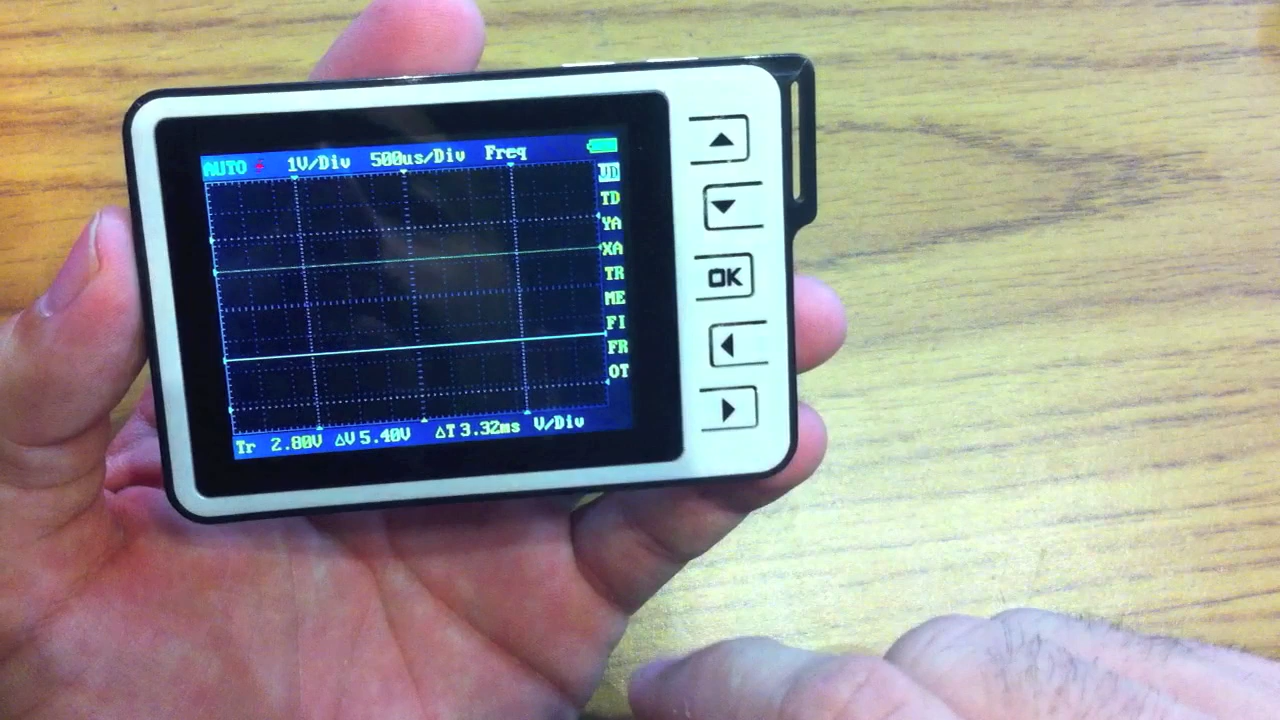 AUTO 1V/Div 500us/Div Freq
VD
TD
YA
XA
TR
ME
FI
FR
OT
Tr 2.80V ΔV 5.40V ΔT 3.32ms V/Div
OK